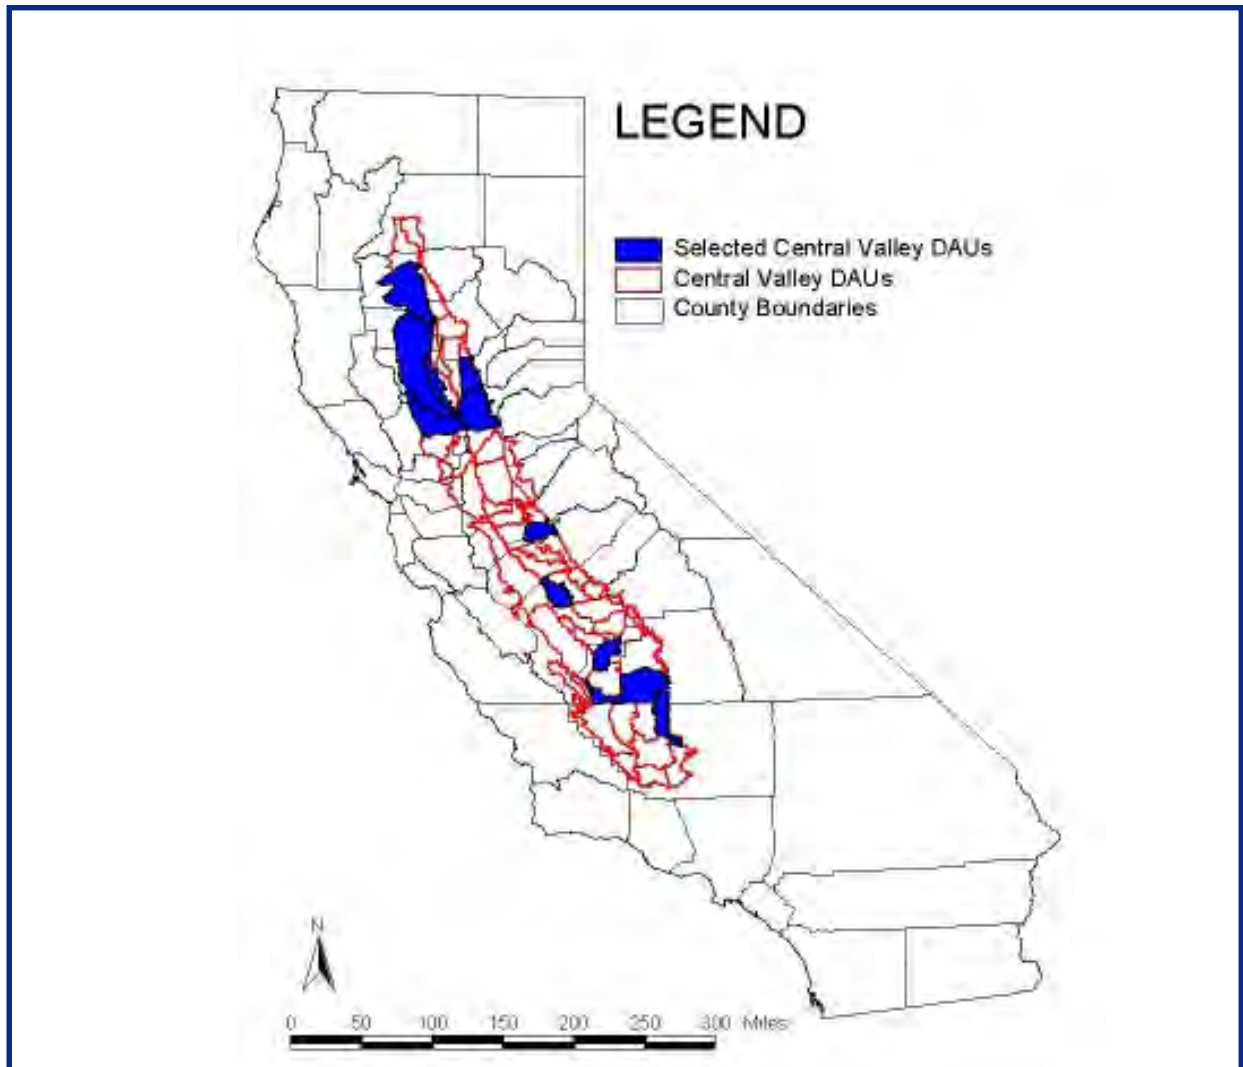 LEGEND
Selected Central Valley DAUs
Central Valley DAUs
County Boundaries
N
0 50 100 150 200 250 300 Miles